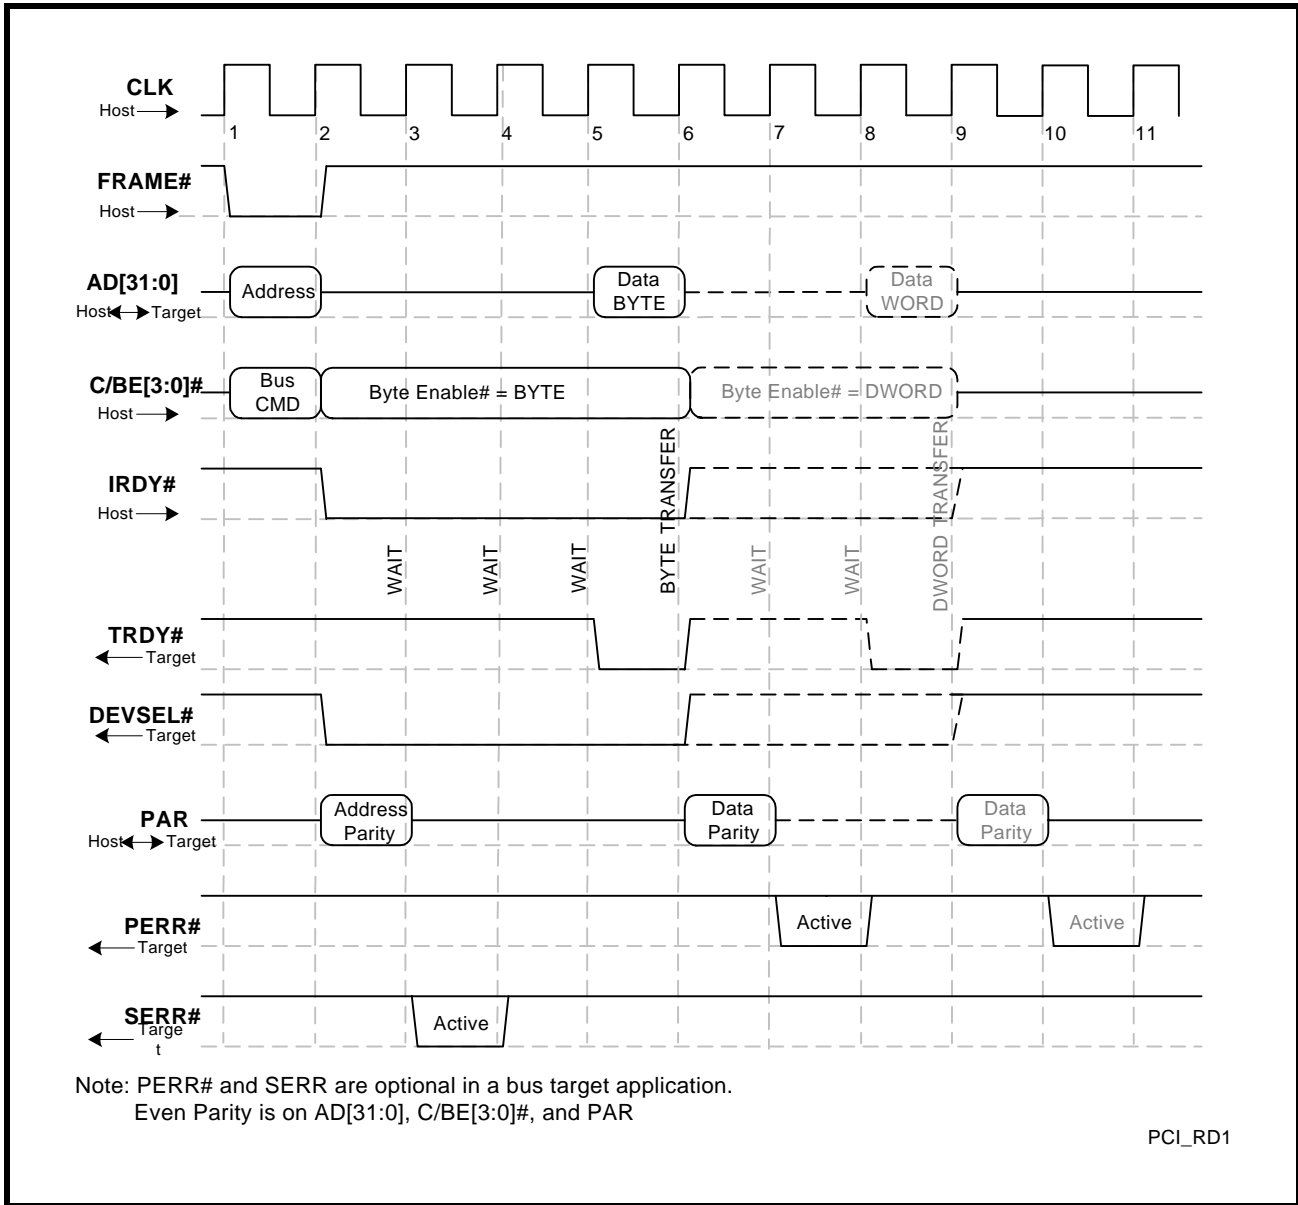 CLK
Host
1 2 3 4 5 6 7 8 9 10 11
FRAME#
Host
AD[31:0]
Host Target
Address
Data
BYTE
Data
WORD
C/BE[3:0]#
Host
Bus
CMD
Byte Enable# = BYTE
Byte Enable# = DWORD
IRDY#
Host
WAIT
WAIT
WAIT
BYTE TRANSFER
WAIT
WAIT
DWORD TRANSFER
TRDY#
Target
DEVSEL#
Target
PAR
Host Target
Address
Parity
Data
Parity
Data
Parity
PERR#
Target
Active
Active
SERR#
Targe
t
Active
Note: PERR# and SERR are optional in a bus target application.
Even Parity is on AD[31:0], C/BE[3:0]#, and PAR
PCI_RD1